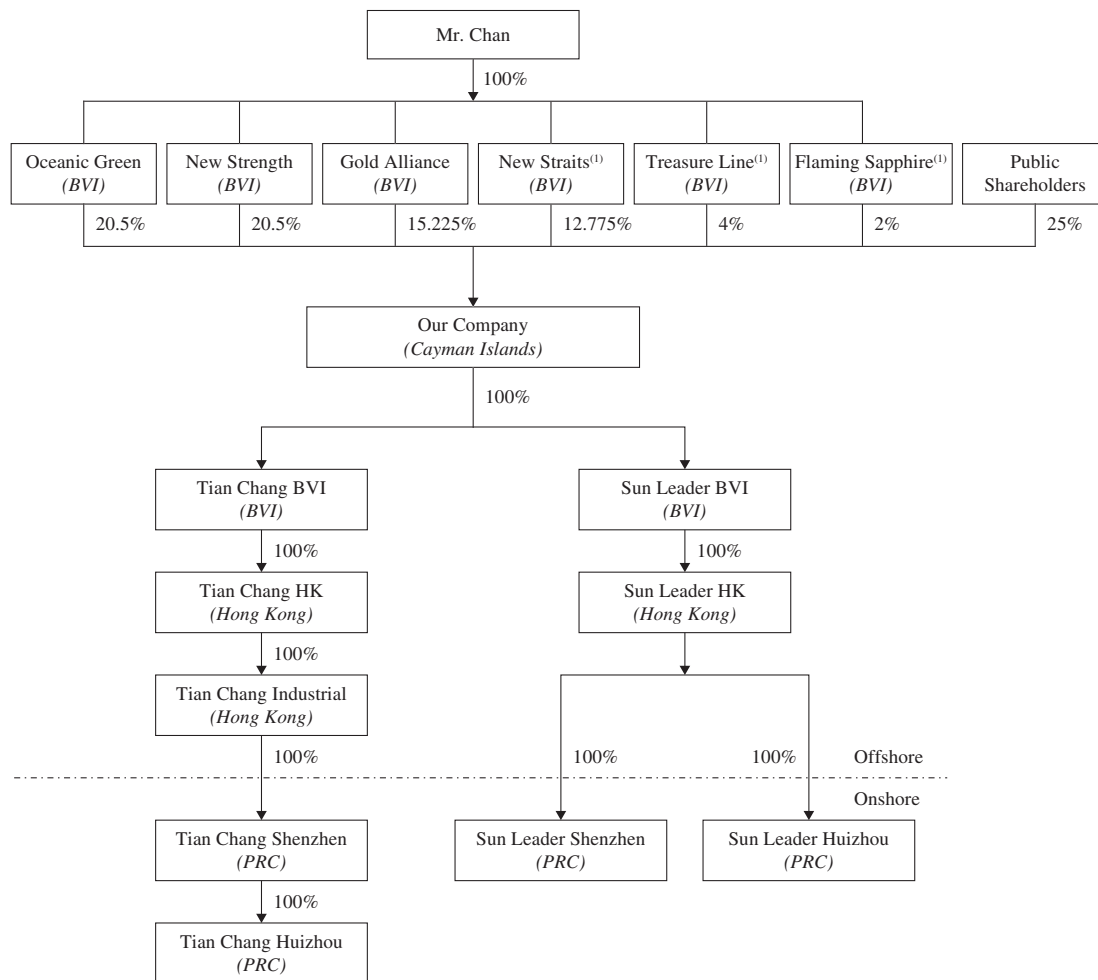 Mr. Chan
100%
Oceanic Green
(BVI)
New Strength
(BVI)
Gold Alliance
(BVI)
New Straits(1)
(BVI)
Treasure Line(1)
(BVI)
Flaming Sapphire(1)
(BVI)
Public
Shareholders
20.5%
20.5%
15.225%
12.775%
4%
2%
25%
Our Company
(Cayman Islands)
100%
Tian Chang BVI
(BVI)
Sun Leader BVI
(BVI)
100%
100%
Tian Chang HK
(Hong Kong)
Sun Leader HK
(Hong Kong)
100%
Tian Chang Industrial
(Hong Kong)
100%
100%
100%
Offshore
Onshore
Tian Chang Shenzhen
(PRC)
Sun Leader Shenzhen
(PRC)
Sun Leader Huizhou
(PRC)
100%
Tian Chang Huizhou
(PRC)